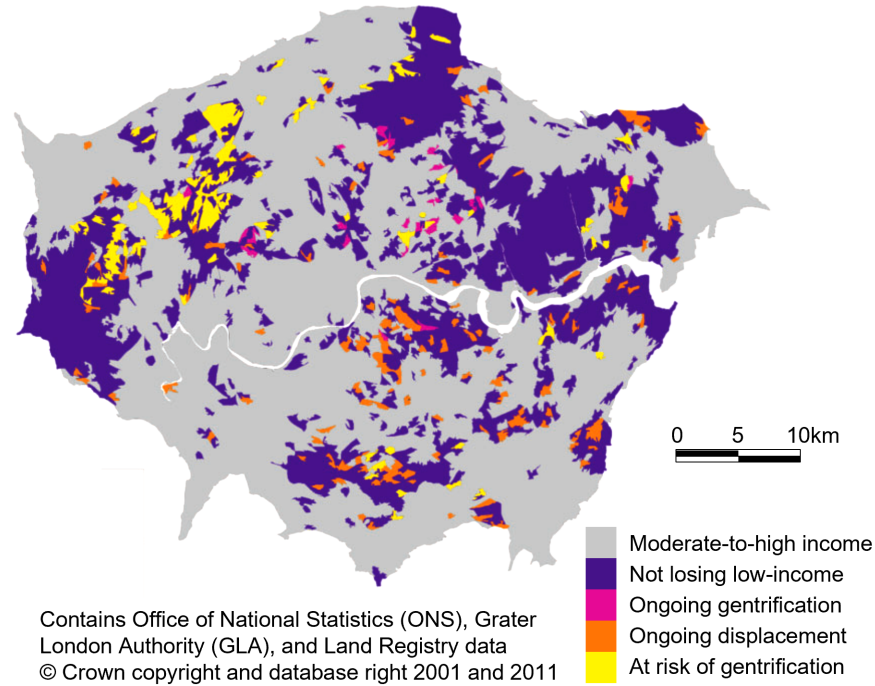 0 5 10km
Moderate-to-high income
Not losing low-income
Ongoing gentrification
Ongoing displacement
At risk of gentrification
Contains Office of National Statistics (ONS), Grater
London Authority (GLA), and Land Registry data
© Crown copyright and database right 2001 and 2011